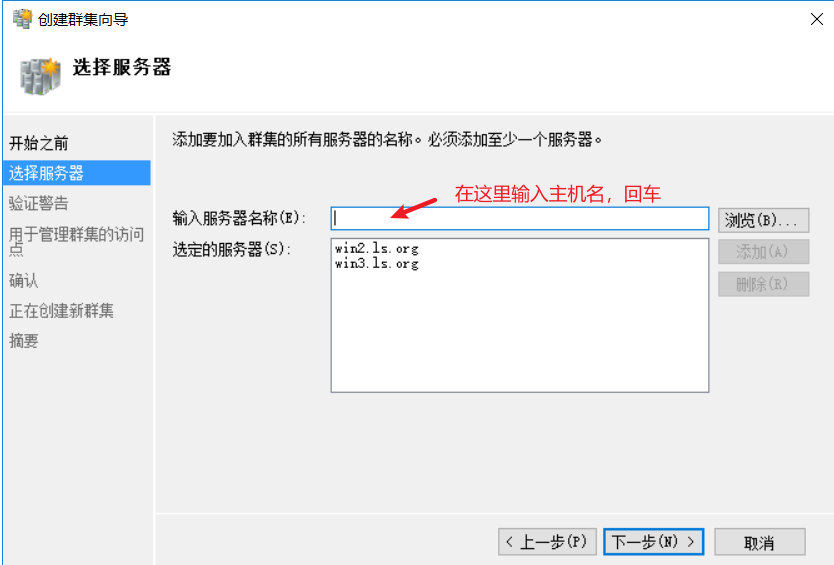 创建群集向导
选择服务器
开始之前
选择服务器
验证警告
用于管理群集的访问
点
确认
正在创建新群集
摘要
添加要加入群集的所有服务器的名称。必须添加至少一个服务器。
在这里输入主机名，回车
输入服务器名称(E):
浏览(B)...
选定的服务器(S):
win2.ls.org
win3.ls.org
添加(A)
删除(R)
< 上一步(P)
下一步(N) >
取消